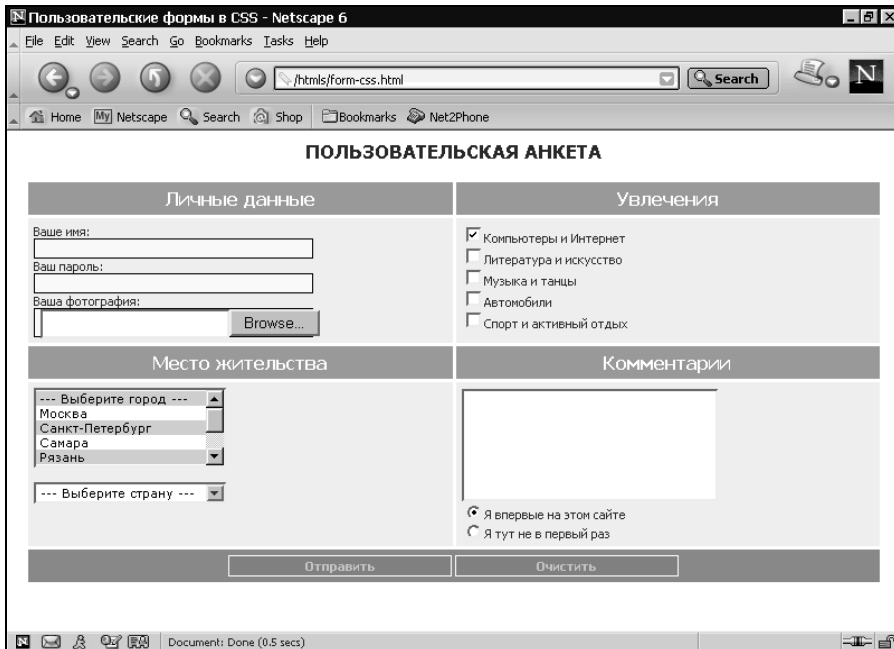 Пользовательские формы в CSS - Netscape 6
File Edit View Search Go Bookmarks Tasks Help
/htmls/form-css.html Search N
Home My Netscape Search Shop Bookmarks Net2Phone
ПОЛЬЗОВАТЕЛЬСКАЯ АНКЕТА
Личные данные
Ваше имя:
Ваш пароль:
Ваша фотография:
Browse...
Увлечения
Компьютеры и Интернет
Литература и искусство
Музыка и танцы
Автомобили
Спорт и активный отдых
Место жительства
--- Выберите город ---
Москва
Санкт-Петербург
Самара
Рязань
--- Выберите страну ---
Комментарии
Я впервые на этом сайте
Я тут не в первый раз
Отправить Очистить
Document: Done (0.5 secs)